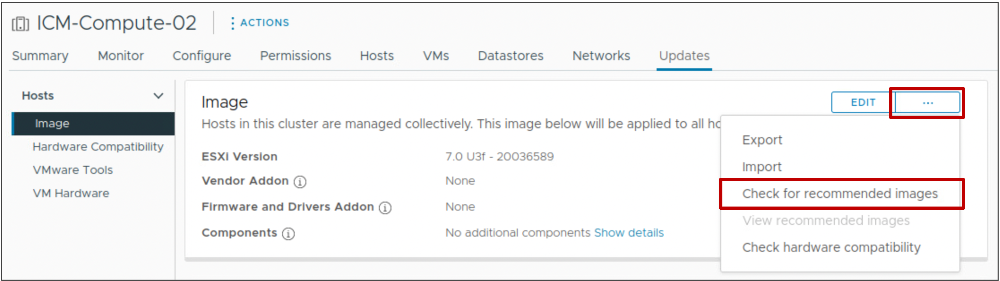 ICM-Compute-02
ACTIONS
Summary Monitor Configure Permissions Hosts VMs Datastores Networks Updates
Hosts
Image
Hardware Compatibility
VMware Tools
VM Hardware
Image
EDIT ...
Hosts in this cluster are managed collectively. This image below will be applied to all
ESXi Version 7.0 U3f - 20036589
Vendor Addon None
Firmware and Drivers Addon None
Components No additional components Show details
Export
Import
Check for recommended images
View recommended images
Check hardware compatibility